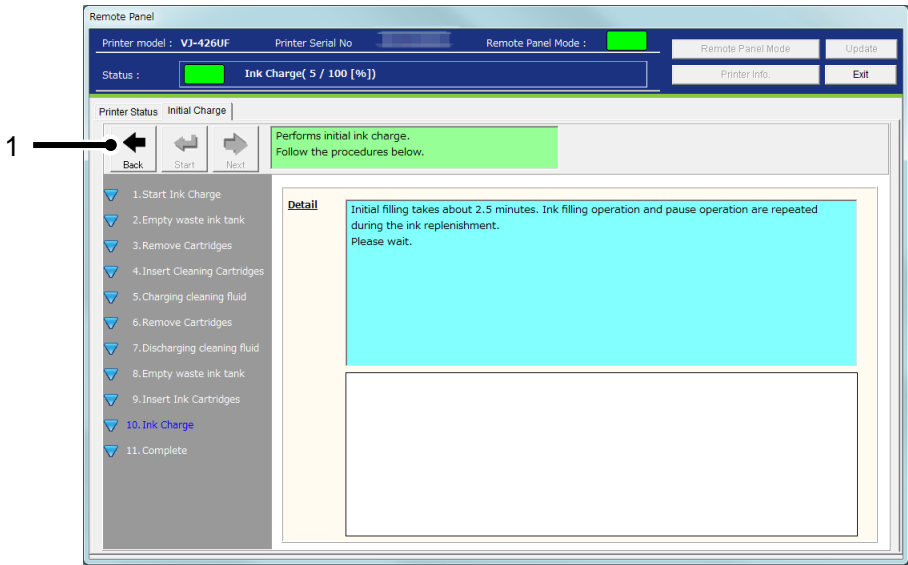 Remote Panel
Printer model : VJ-426UF Printer Serial No Remote Panel Mode :
Remote Panel Mode Update
Status : Ink Charge( 5 / 100 [%])
Printer Info. Exit
Printer Status Initial Charge
1
Back Start Next
Performs initial ink charge.
Follow the procedures below.
1.Start Ink Charge
2.Empty waste ink tank
3.Remove Cartridges
4.Insert Cleaning Cartridges
5.Charging cleaning fluid
6.Remove Cartridges
7.Discharging cleaning fluid
8.Empty waste ink tank
9.Insert Ink Cartridges
10.Ink Charge
11.Complete
Detail
Initial filling takes about 2.5 minutes. Ink filling operation and pause operation are repeated
during the ink replenishment.
Please wait.